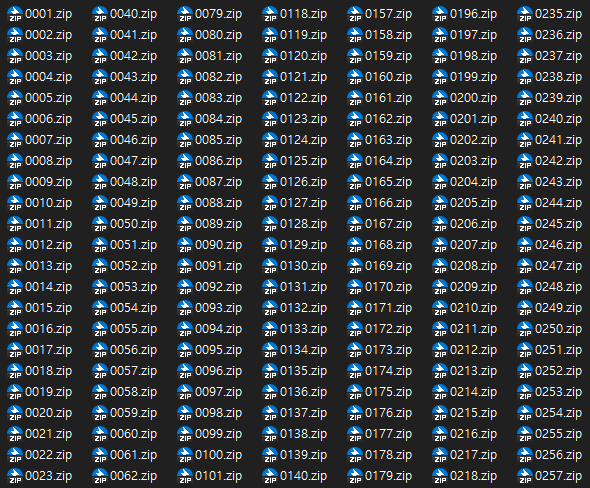 0001.zip 0040.zip 0079.zip 0118.zip 0157.zip 0196.zip 0235.zip
0002.zip 0041.zip 0080.zip 0119.zip 0158.zip 0197.zip 0236.zip
0003.zip 0042.zip 0081.zip 0120.zip 0159.zip 0198.zip 0237.zip
0004.zip 0043.zip 0082.zip 0121.zip 0160.zip 0199.zip 0238.zip
0005.zip 0044.zip 0083.zip 0122.zip 0161.zip 0200.zip 0239.zip
0006.zip 0045.zip 0084.zip 0123.zip 0162.zip 0201.zip 0240.zip
0007.zip 0046.zip 0085.zip 0124.zip 0163.zip 0202.zip 0241.zip
0008.zip 0047.zip 0086.zip 0125.zip 0164.zip 0203.zip 0242.zip
0009.zip 0048.zip 0087.zip 0126.zip 0165.zip 0204.zip 0243.zip
0010.zip 0049.zip 0088.zip 0127.zip 0166.zip 0205.zip 0244.zip
0011.zip 0050.zip 0089.zip 0128.zip 0167.zip 0206.zip 0245.zip
0012.zip 0051.zip 0090.zip 0129.zip 0168.zip 0207.zip 0246.zip
0013.zip 0052.zip 0091.zip 0130.zip 0169.zip 0208.zip 0247.zip
0014.zip 0053.zip 0092.zip 0131.zip 0170.zip 0209.zip 0248.zip
0015.zip 0054.zip 0093.zip 0132.zip 0171.zip 0210.zip 0249.zip
0016.zip 0055.zip 0094.zip 0133.zip 0172.zip 0211.zip 0250.zip
0017.zip 0056.zip 0095.zip 0134.zip 0173.zip 0212.zip 0251.zip
0018.zip 0057.zip 0096.zip 0135.zip 0174.zip 0213.zip 0252.zip
0019.zip 0058.zip 0097.zip 0136.zip 0175.zip 0214.zip 0253.zip
0020.zip 0059.zip 0098.zip 0137.zip 0176.zip 0215.zip 0254.zip
0021.zip 0060.zip 0099.zip 0138.zip 0177.zip 0216.zip 0255.zip
0022.zip 0061.zip 0100.zip 0139.zip 0178.zip 0217.zip 0256.zip
0023.zip 0062.zip 0101.zip 0140.zip 0179.zip 0218.zip 0257.zip